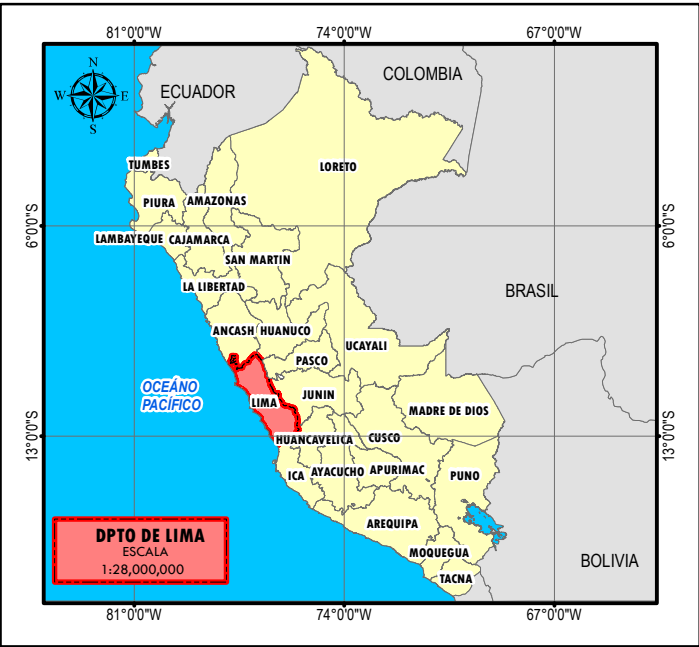 81°0'0"W 74°0'0"W 67°0'0"W
N
W E
S
ECUADOR
COLOMBIA
TUMBES
LORETO
PIURA AMAZONAS
6°0'0"S 6°0'0"S
LAMBAYEQUE CAJAMARCA
SAN MARTIN
LA LIBERTAD
BRASIL
ANCASH HUANUCO
UCAYALI
PASCO
OCEÁNO
PACÍFICO
LIMA
JUNIN
MADRE DE DIOS
13°0'0"S 13°0'0"S
HUANCAVELICA CUSCO
ICA AYACUCHO APURIMAC PUNO
AREQUIPA
DPTO DE LIMA
ESCALA
1:28,000,000
MOQUEGUA
BOLIVIA
TACNA
81°0'0"W 74°0'0"W 67°0'0"W